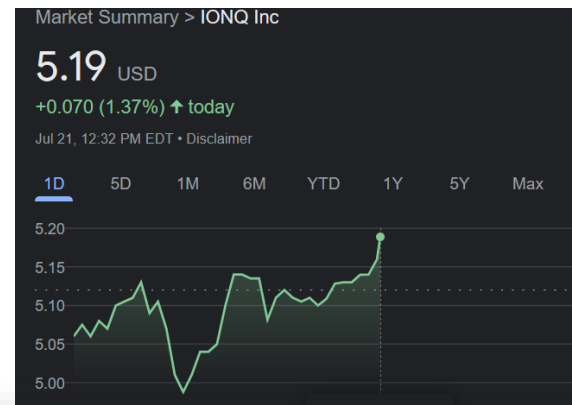 Market Summary > IONQ Inc
5.19 USD
+0.070 (1.37%) ↑ today
Jul 21, 12:32 PM EDT • Disclaimer
1D 5D 1M 6M YTD 1Y 5Y Max
5.20
5.15
5.10
5.05
5.00